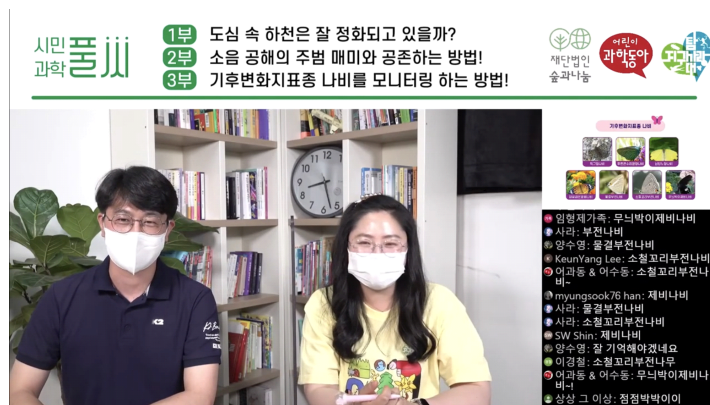 시민
과학
풀씨
1부 도심 속 하천은 잘 정화되고 있을까?
2부 소음 공해의 주범 매미와 공존하는 방법!
3부 기후변화지표종 나비를 모니터링 하는 방법!
재단법인
숲과나눔
어린이
과학동아
지구사랑
탐
대
기후변화지표종 나비
임형제가족: 무늬박이제비나비
사라: 부전나비
양수영: 물결부전나비
KeunYang Lee: 소철꼬리부전나비
어과동 & 어수동: 소철꼬리부전나
비~
myungsook76 han: 제비나비
사라: 물결부전나비
사라: 소철꼬리부전나비
SW Shin: 제비나비
양수영: 잘 기억해야겠네요
이경철: 소철꼬리부전나무
어과동 & 어수동: 무늬박이제비나
비~!
상상 그 이상: 점점박박이이